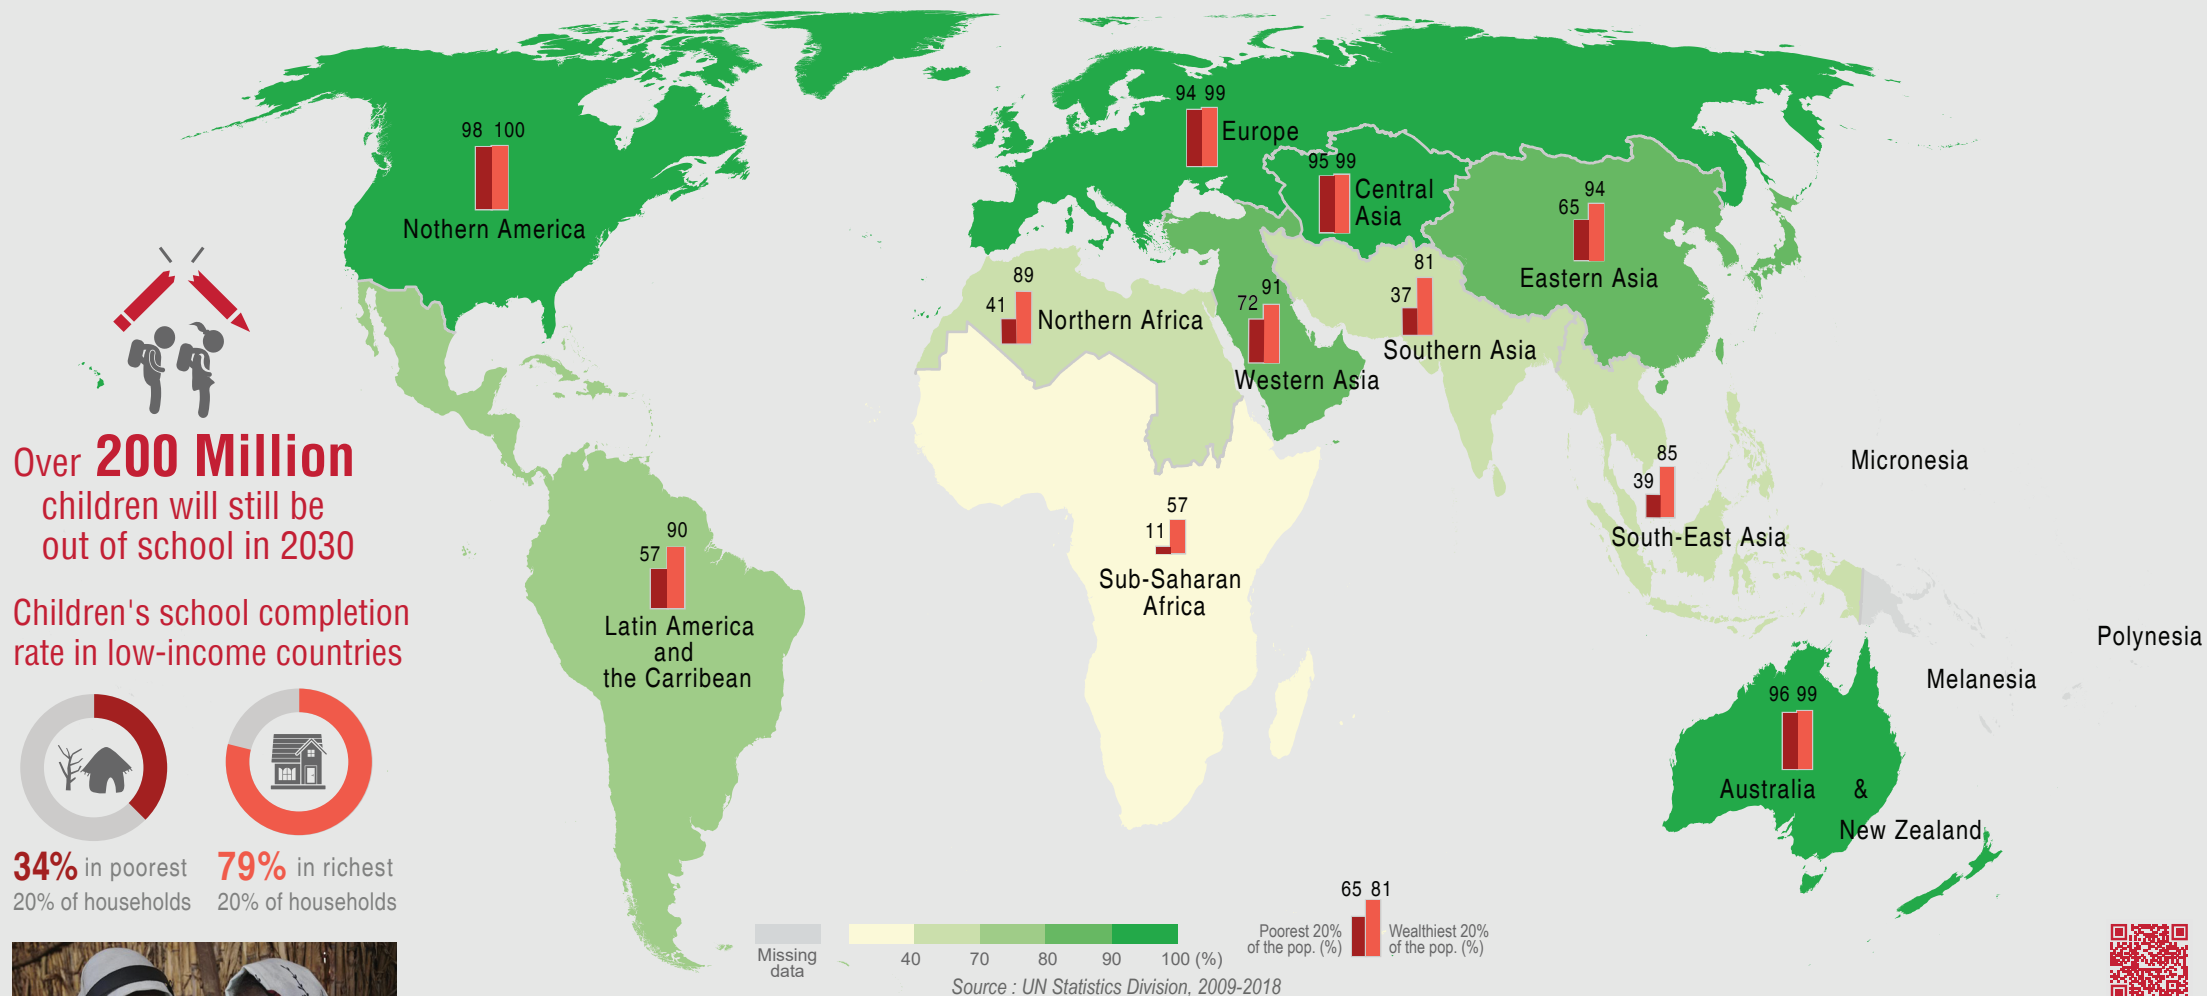 94 99
Europe
98 100
Nothern America
95 99
Central
Asia
65 94
Eastern Asia
41 89
Northern Africa
72 91
Western Asia
37 81
Southern Asia
39 85
South-East Asia
Micronesia
11 57
Sub-Saharan
Africa
57 90
Latin America
and
the Carribean
Polynesia
Melanesia
96 99
Australia &
New Zealand
Over 200 Million
children will still be
out of school in 2030
Children's school completion
rate in low-income countries
34% in poorest
20% of households
79% in richest
20% of households
Missing
data
40 70 80 90 100 (%)
65 81
Poorest 20%
of the pop. (%)
Wealthiest 20%
of the pop. (%)
Source : UN Statistics Division, 2009-2018